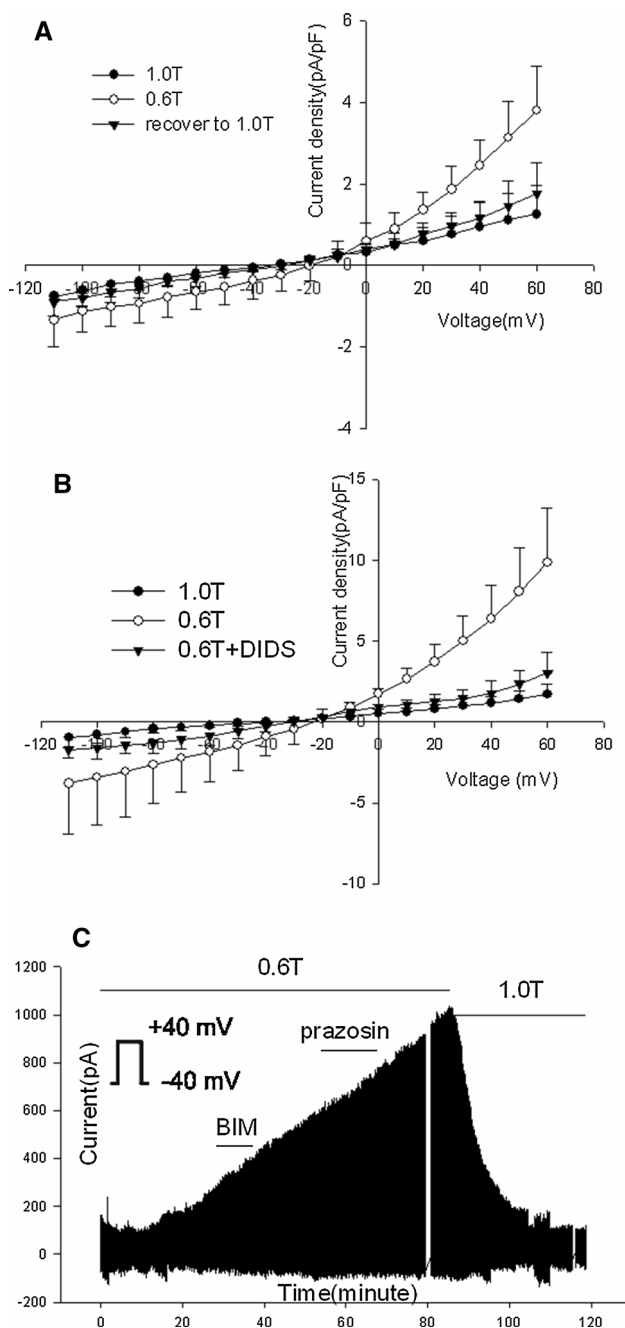 A
6
1.0T
0.6T
recover to 1.0T
Current density(pA/pF)
4
2
0
-120 -100 -80 -60 -40 -20 0 20 40 60 80
Voltage(mV)
-2
-4
B
15
1.0T
0.6T
0.6T+DIDS
Current density(pA/pF)
10
5
0
-120 -100 -80 -60 -40 -20 0 20 40 60 80
Voltage (mV)
-5
-10
C
1200
1000
800
600
400
200
0
-200
Current(pA)
0.6T
1.0T
+40 mV
-40 mV
prazosin
BIM
Time(minute)
0 20 40 60 80 100 120